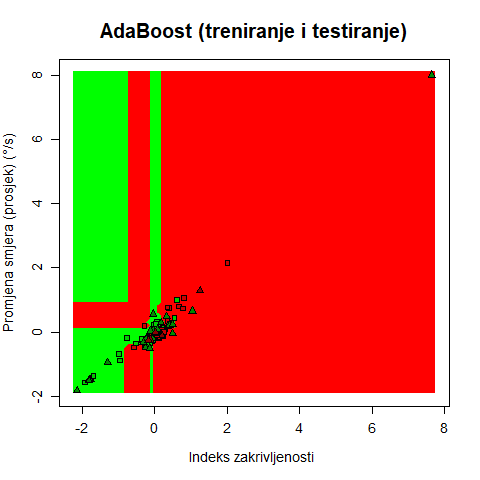 AdaBoost (treniranje i testiranje)
Promjena smjera (prosjek) (°/s)
8
6
4
2
0
-2
-2 0 2 4 6 8
Indeks zakrivljenosti